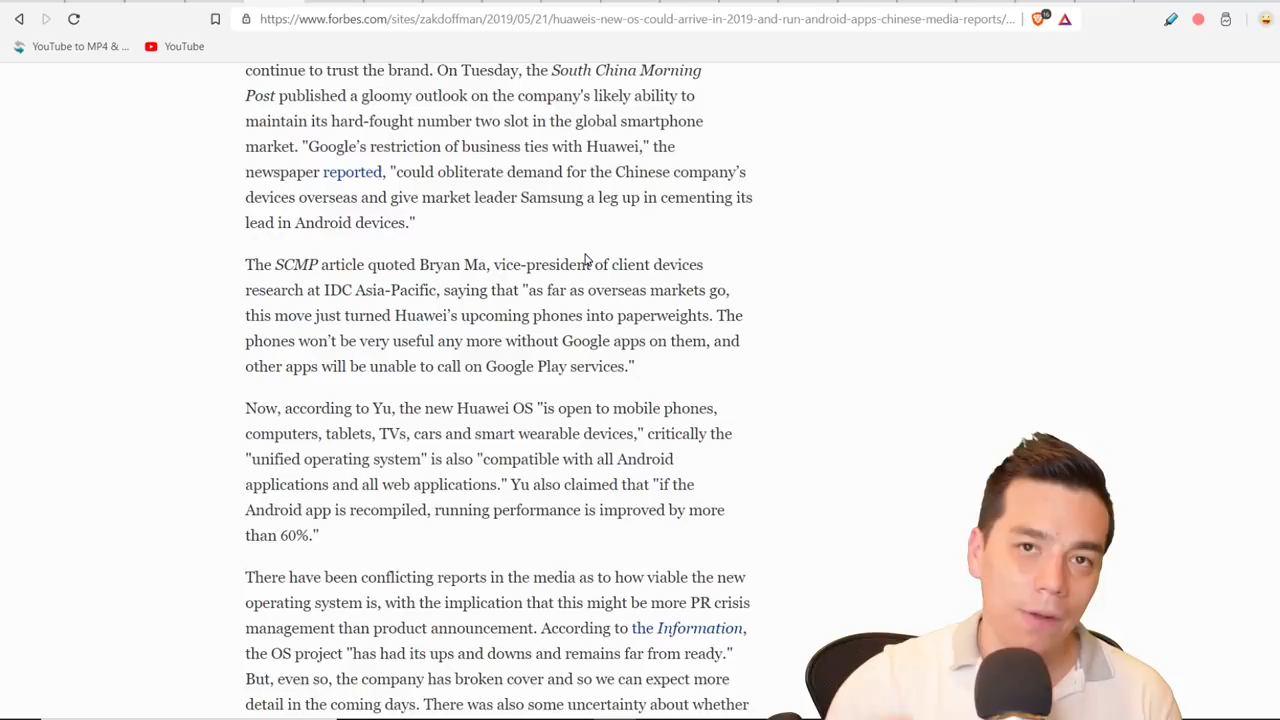 https://www.forbes.com/sites/zakdoffman/2019/05/21/huaweis-new-os-could-arrive-in-2019-and-run-android-apps-chinese-media-reports/...
16
YouTube to MP4 & ...
YouTube
continue to trust the brand. On Tuesday, the South China Morning
Post published a gloomy outlook on the company's likely ability to
maintain its hard-fought number two slot in the global smartphone
market. "Google’s restriction of business ties with Huawei," the
newspaper reported, "could obliterate demand for the Chinese company’s
devices overseas and give market leader Samsung a leg up in cementing its
lead in Android devices."
The SCMP article quoted Bryan Ma, vice-president of client devices
research at IDC Asia-Pacific, saying that "as far as overseas markets go,
this move just turned Huawei’s upcoming phones into paperweights. The
phones won’t be very useful any more without Google apps on them, and
other apps will be unable to call on Google Play services."
Now, according to Yu, the new Huawei OS "is open to mobile phones,
computers, tablets, TVs, cars and smart wearable devices," critically the
"unified operating system" is also "compatible with all Android
applications and all web applications." Yu also claimed that "if the
Android app is recompiled, running performance is improved by more
than 60%."
There have been conflicting reports in the media as to how viable the new
operating system is, with the implication that this might be more PR crisis
management than product announcement. According to the Information,
the OS project "has had its ups and downs and remains far from ready."
But, even so, the company has broken cover and so we can expect more
detail in the coming days. There was also some uncertainty about whether